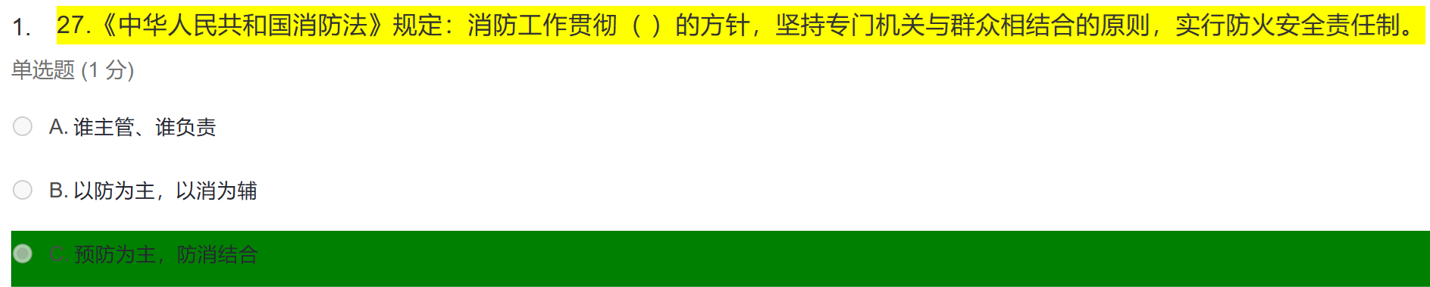 1. 27.《中华人民共和国消防法》规定：消防工作贯彻（ ）的方针，坚持专门机关与群众相结合的原则，实行防火安全责任制。
单选题 (1 分)
A. 谁主管、谁负责
B. 以防为主，以消为辅
C. 预防为主，防消结合